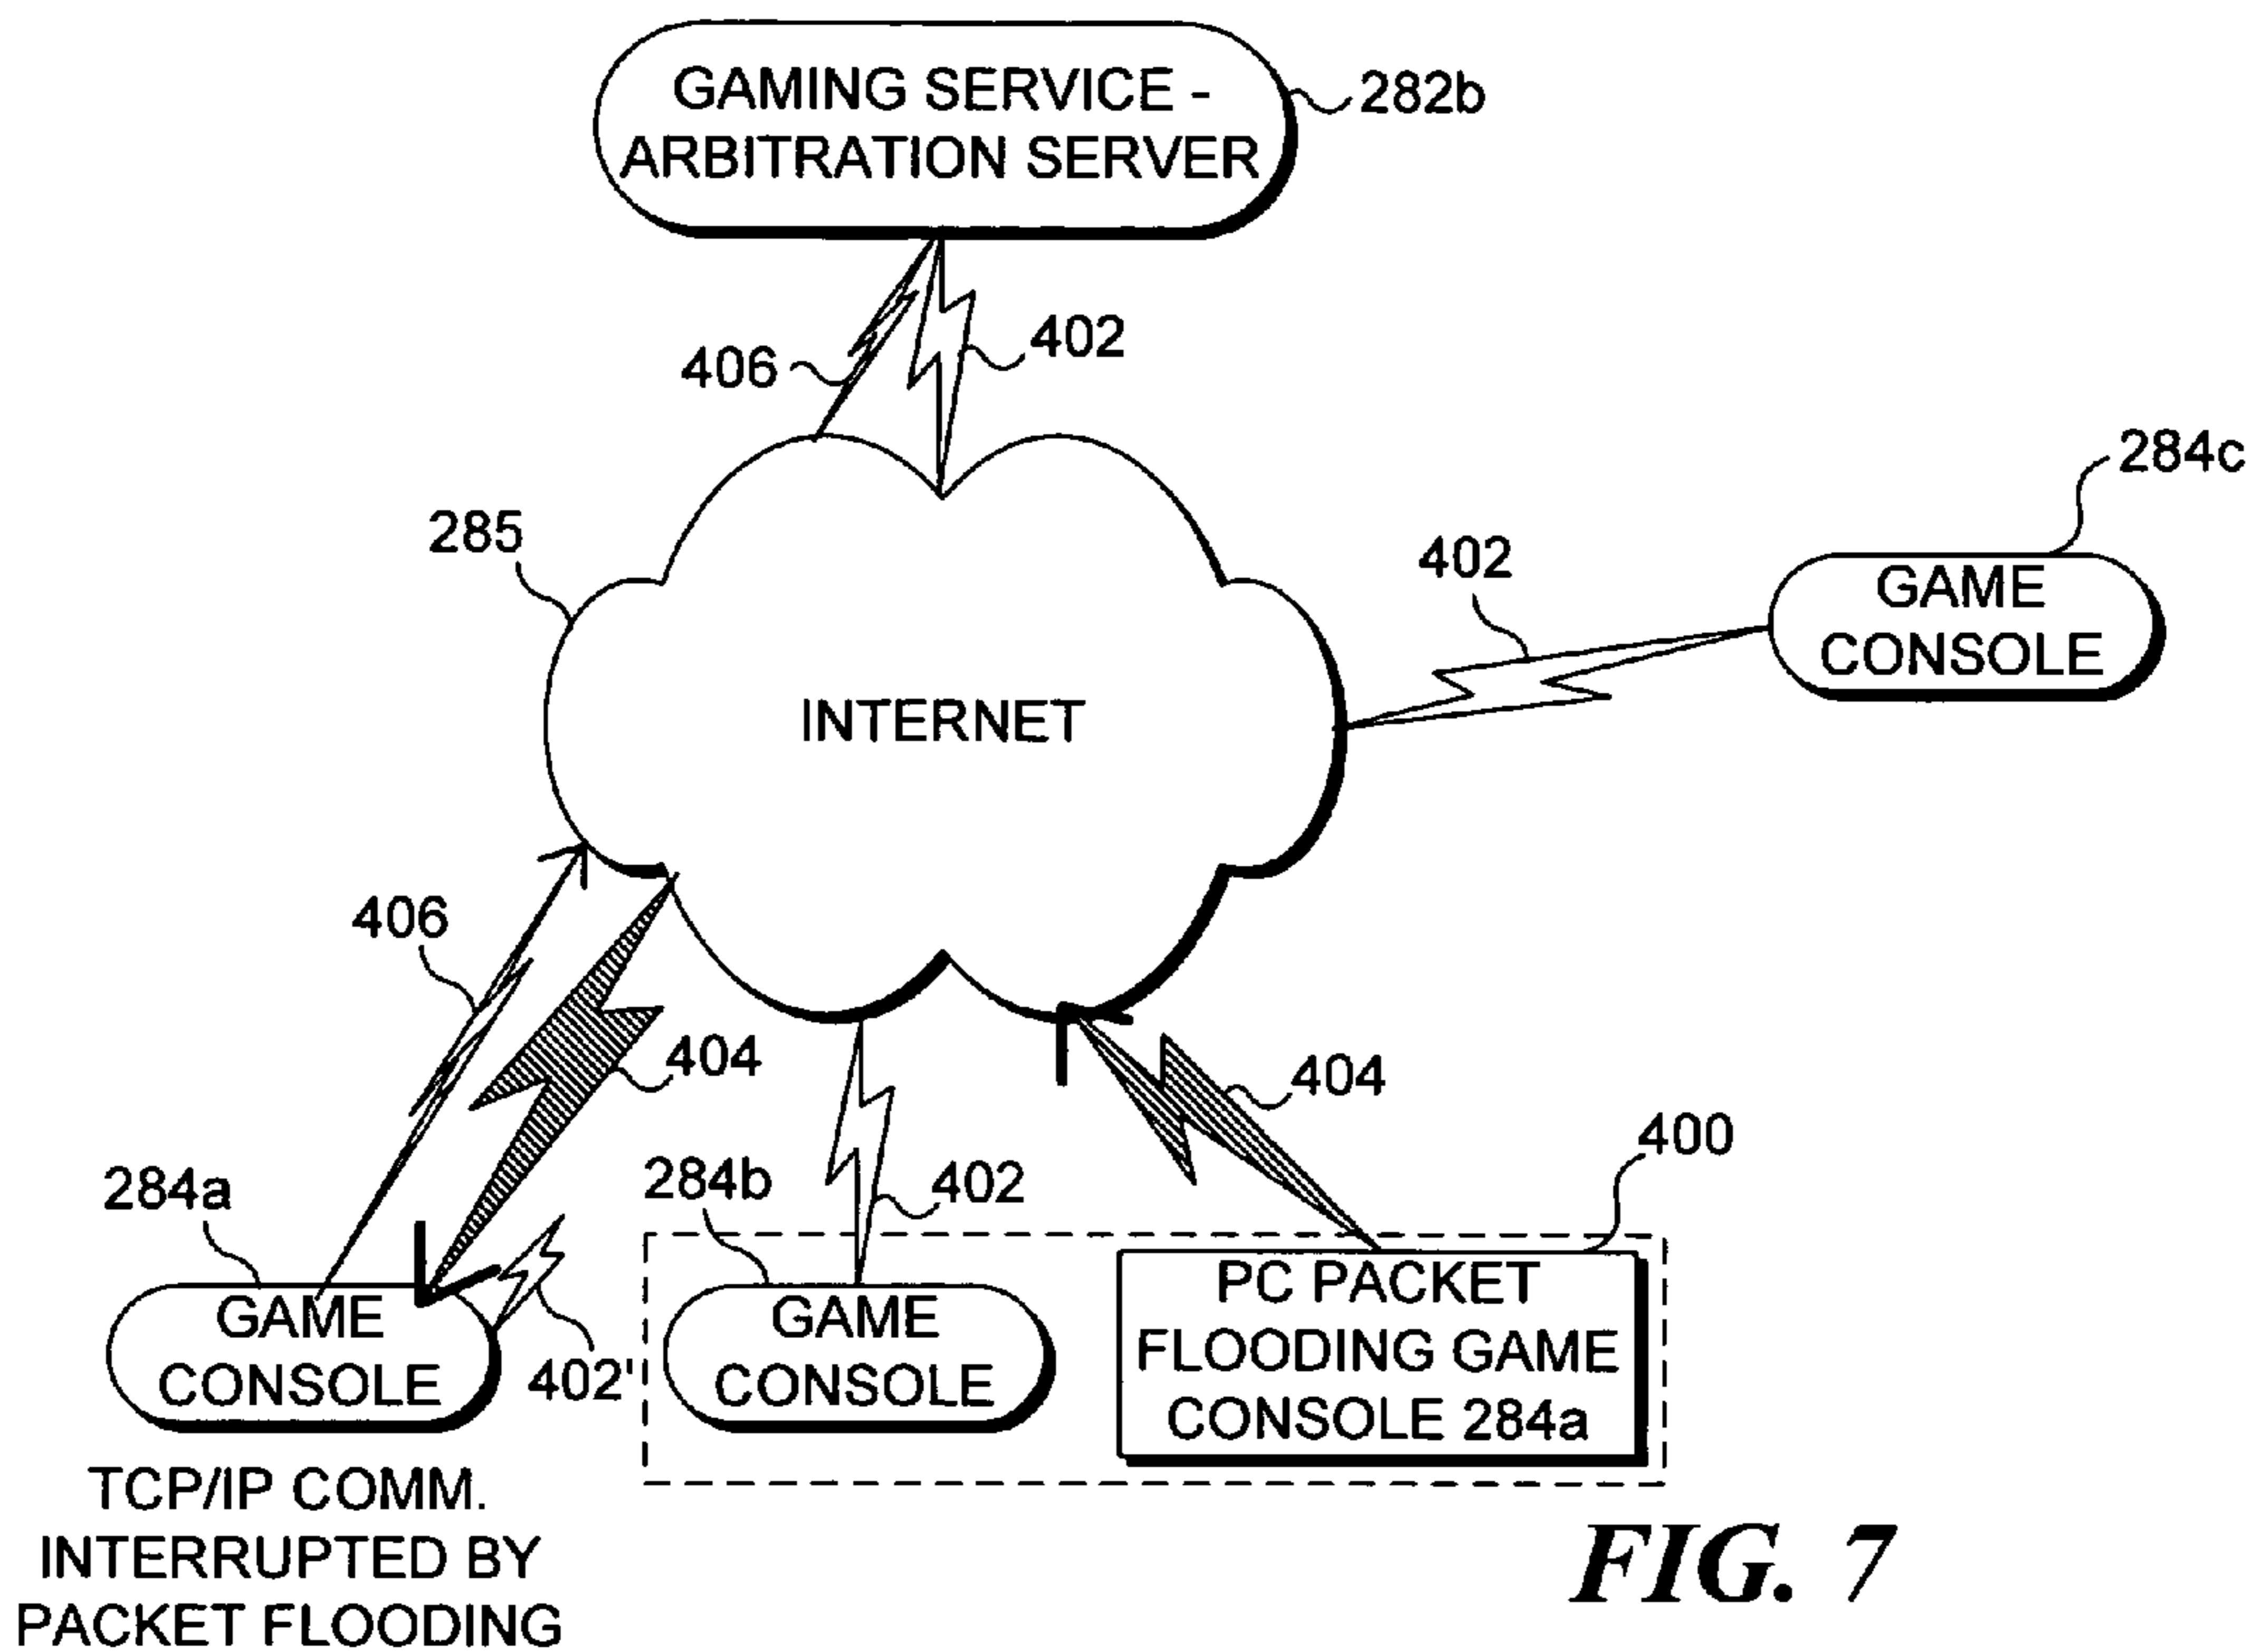 GAMING SERVICE -
ARBITRATION SERVER
282b
406
402
284c
285
402
GAME
CONSOLE
INTERNET
406
404
404
400
284a
284b
402
GAME
CONSOLE
402'
GAME
CONSOLE
PC PACKET
FLOODING GAME
CONSOLE 284a
TCP/IP COMM.
INTERRUPTED BY
PACKET FLOODING
FIG. 7